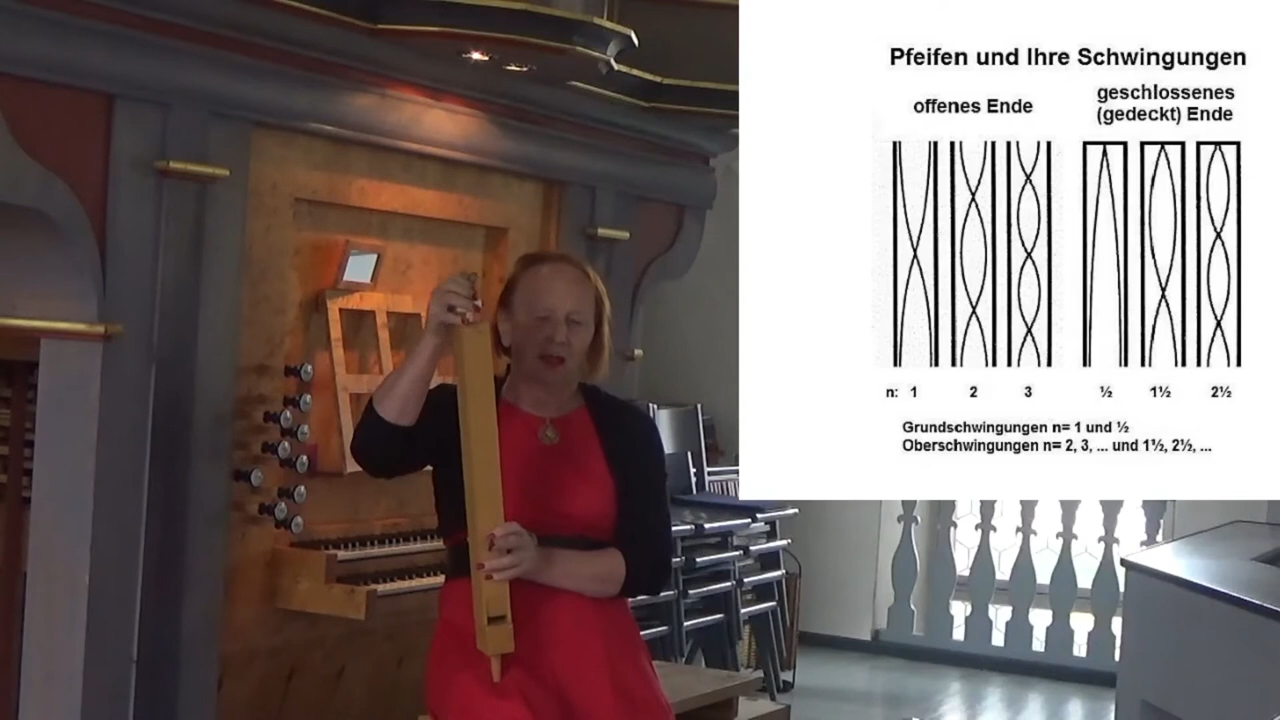 Pfeifen und Ihre Schwingungen
offenes Ende
geschlossenes
(gedeckt) Ende
n: 1 2 3 ½ 1½ 2½
Grundschwingungen n= 1 und ½
Oberschwingungen n= 2, 3, ... und 1½, 2½, ...